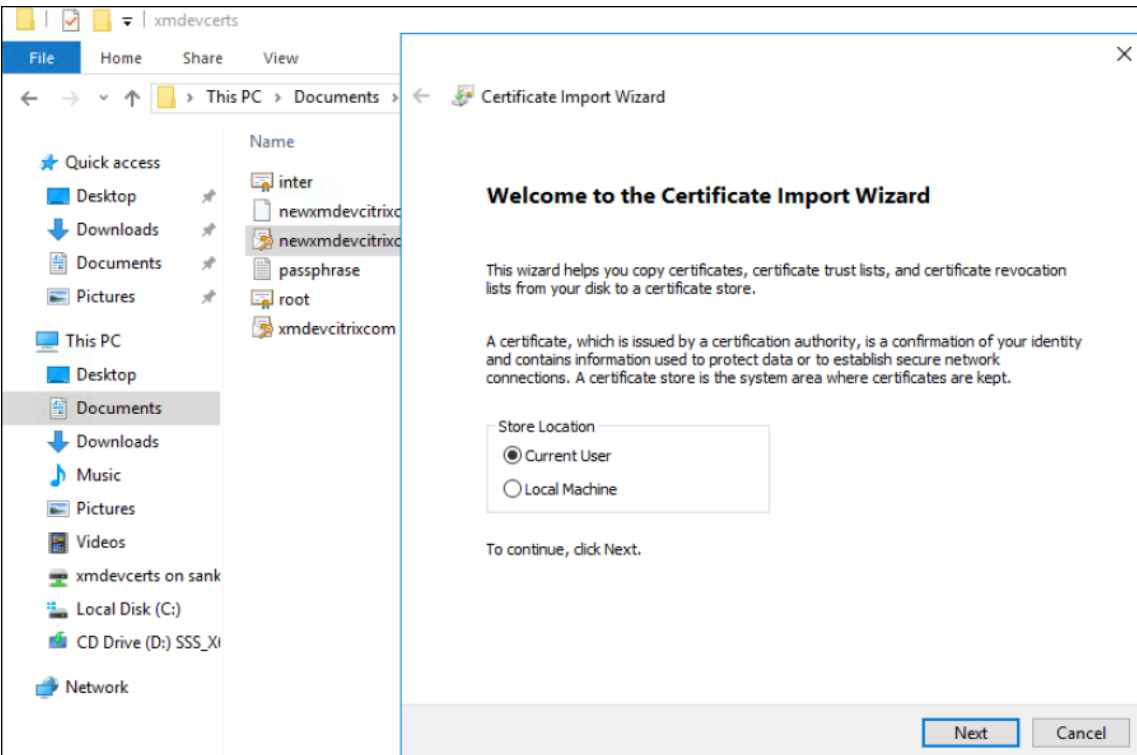 xmdevcerts
File Home Share View
This PC Documents
Name
Quick access
Desktop
Downloads
Documents
Pictures
This PC
Desktop
Documents
Downloads
Music
Pictures
Videos
xmdevcerts on sank
Local Disk (C:)
CD Drive (D:) SSS_X
Network
inter
newxmdevcitrixc
newxmdevcitrixc
passphrase
root
xmdevcitrixcom
Certificate Import Wizard
Welcome to the Certificate Import Wizard
This wizard helps you copy certificates, certificate trust lists, and certificate revocation
lists from your disk to a certificate store.
A certificate, which is issued by a certification authority, is a confirmation of your identity
and contains information used to protect data or to establish secure network
connections. A certificate store is the system area where certificates are kept.
Store Location
Current User
Local Machine
To continue, click Next.
Next Cancel